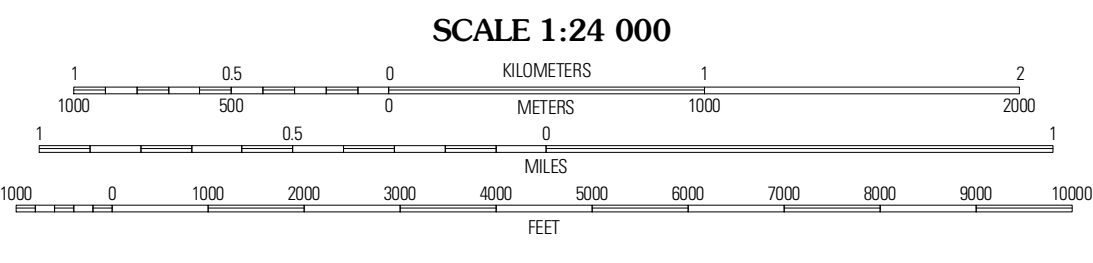 SCALE 1:24 000
1 0.5 0 KILOMETERS 1 2
1000 500 0 METERS 1000 2000
1 0.5 0 1
MILES
1000 0 1000 2000 3000 4000 5000 6000 7000 8000 9000 10000
FEET